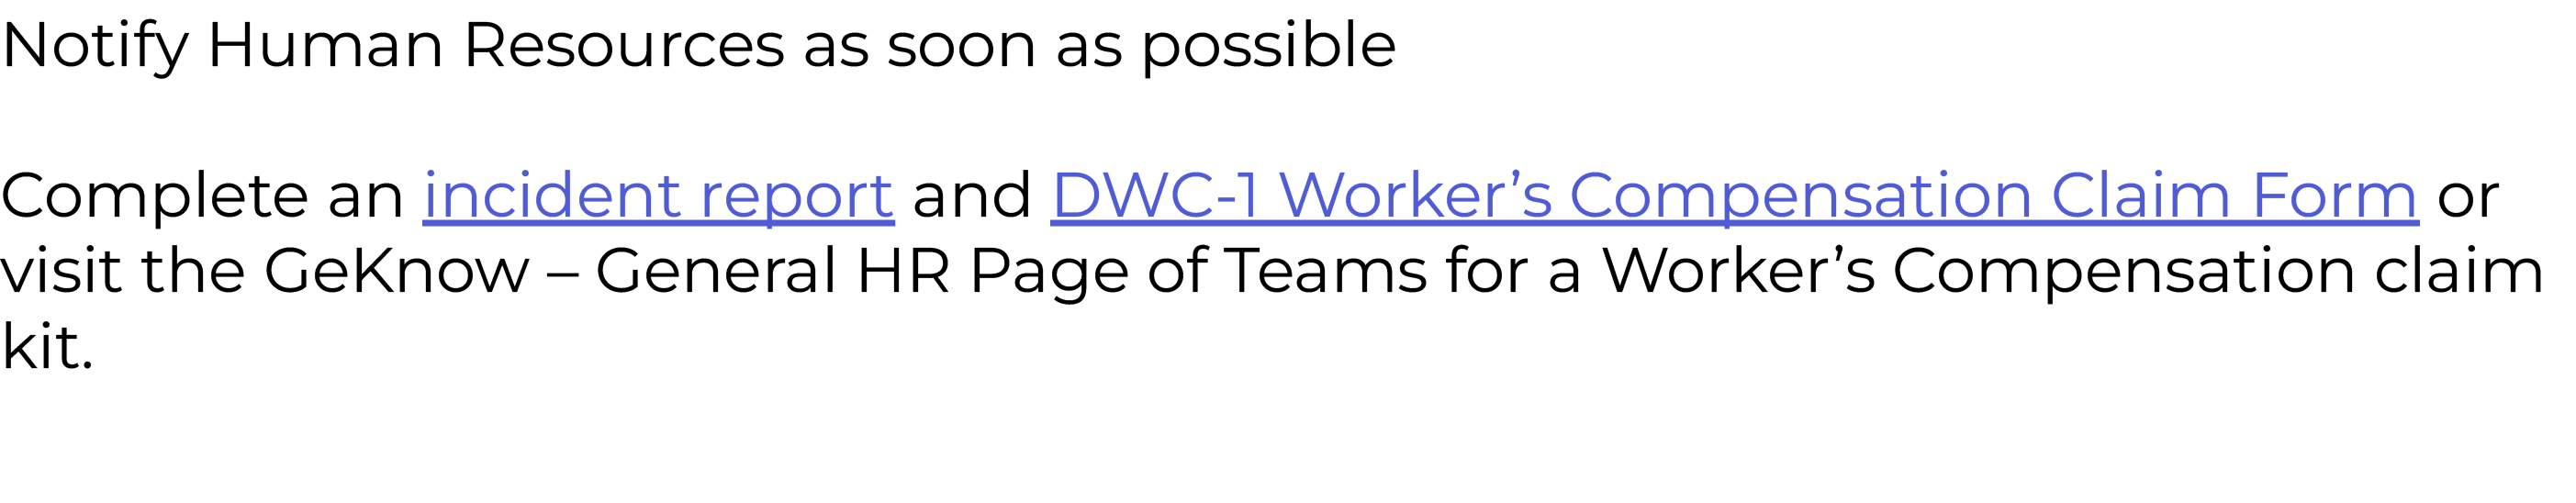 Notify Human Resources as soon as possible
Complete an incident report and DWC-1 Worker’s Compensation Claim Form or
visit the GeKnow – General HR Page of Teams for a Worker’s Compensation claim
kit.